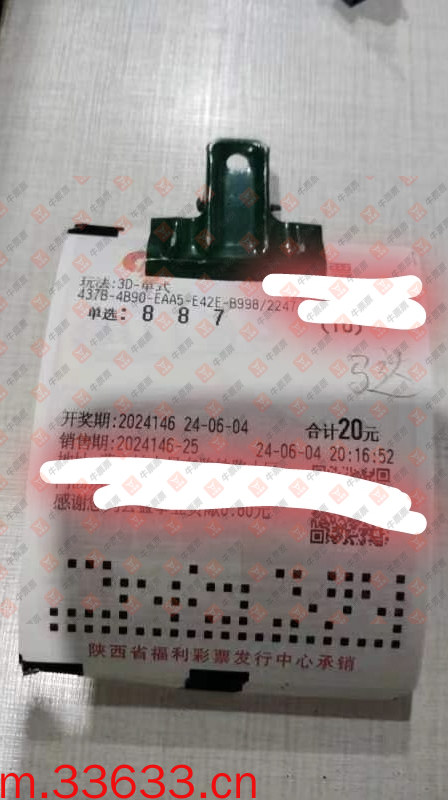 票
玩法:3D-单式
437B-4B90-EAA5-E42E-B998/2247
单选: 8 8 7
(10)
开奖期:2024146 24-06-04
合计20元
销售期:2024146-25
24-06-04 20:16:52
陕西省福利彩票发行中心承销
m.33633.cn